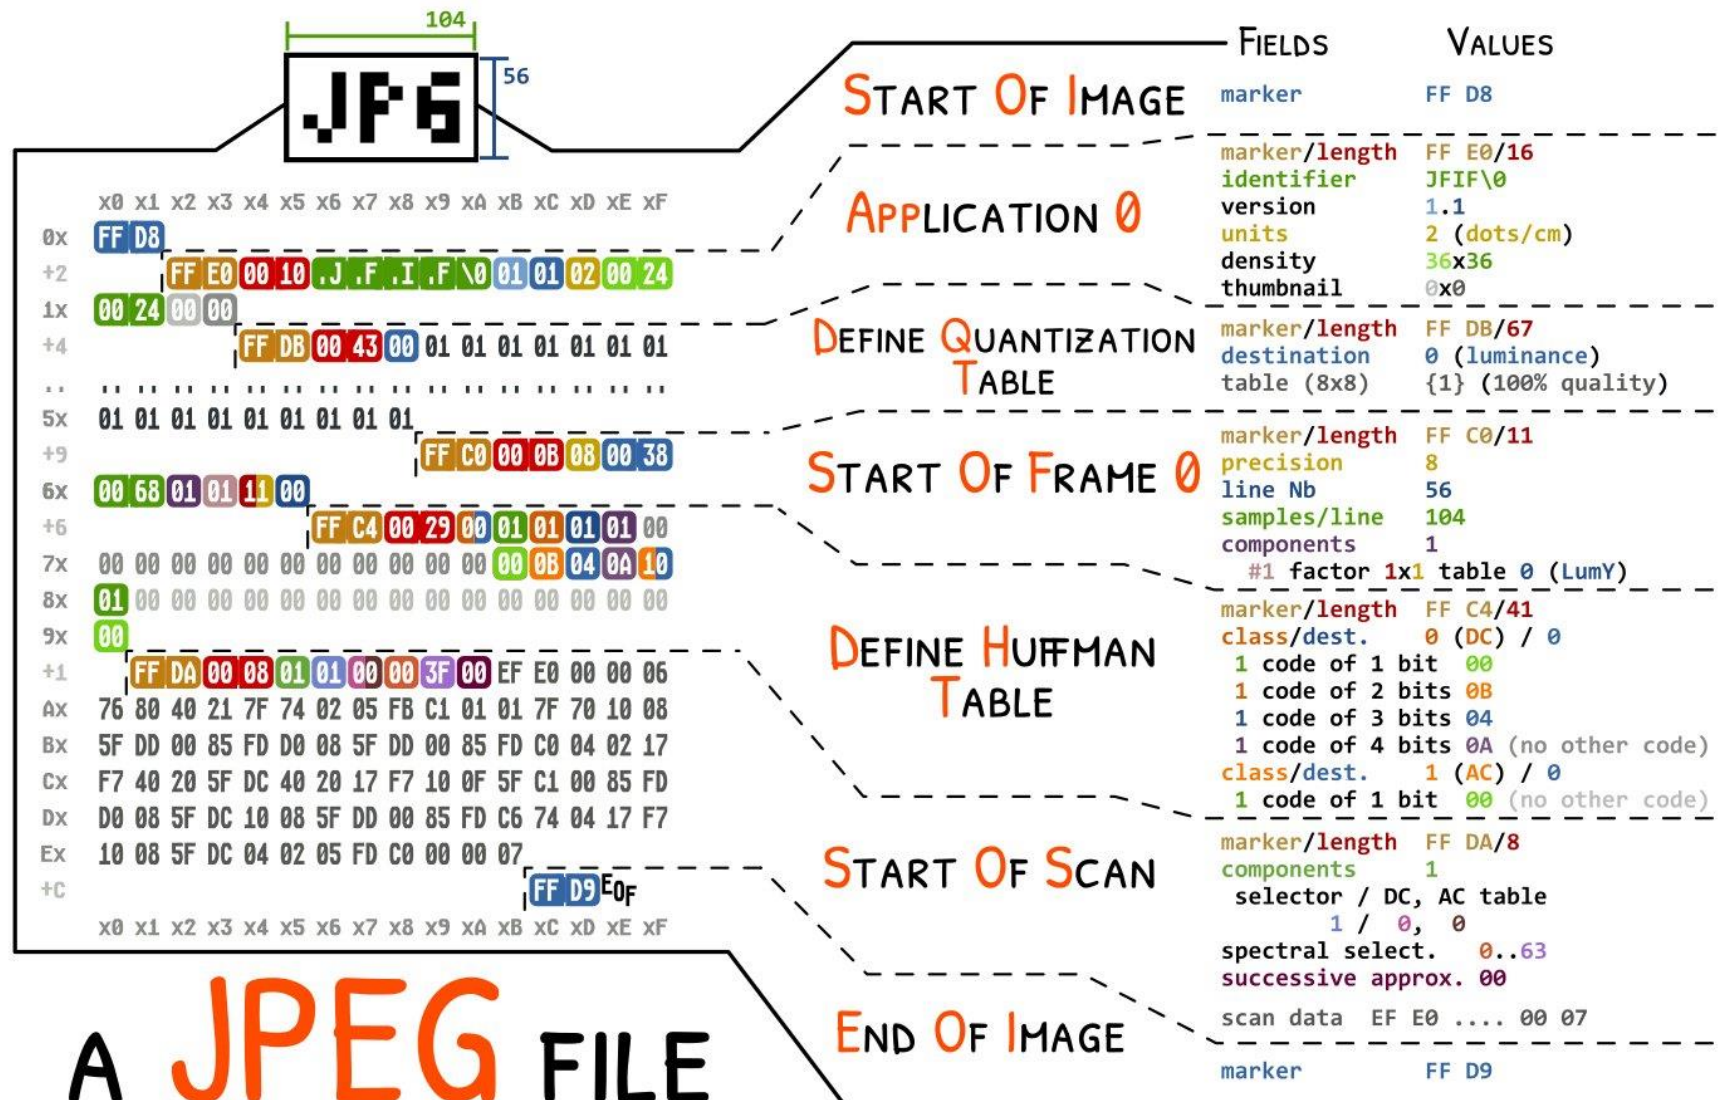 104
56
JPG
x0 x1 x2 x3 x4 x5 x6 x7 x8 x9 xA xB xC xD xE xF
0x FF D8
+2 FF E0 00 10 .J .F .I .F \0 01 01 02 00 24
1x 00 24 00 00
+4 FF DB 00 43 00 01 01 01 01 01 01 01
.. .. .. .. .. .. .. .. .. .. .. .. .. .. .. .. ..
5x 01 01 01 01 01 01 01 01 01
+9 FF C0 00 0B 08 00 38
6x 00 68 01 01 11 00
+6 FF C4 00 29 00 01 01 01 01 00
7x 00 00 00 00 00 00 00 00 00 00 00 00 0B 04 0A 10
8x 01 00 00 00 00 00 00 00 00 00 00 00 00 00 00 00
9x 00
+1 FF DA 00 08 01 01 00 00 3F 00 EF E0 00 00 06
Ax 76 80 40 21 7F 74 02 05 FB C1 01 01 7F 70 10 08
Bx 5F DD 00 85 FD D0 08 5F DD 00 85 FD C0 04 02 17
Cx F7 40 20 5F DC 40 20 17 F7 10 0F 5F C1 00 85 FD
Dx D0 08 5F DC 10 08 5F DD 00 85 FD C6 74 04 17 F7
Ex 10 08 5F DC 04 02 05 FD C0 00 00 07
+C FF D9 EOF
x0 x1 x2 x3 x4 x5 x6 x7 x8 x9 xA xB xC xD xE xF
A JPEG FILE
FIELDS VALUES
START OF IMAGE
marker FF D8
APPLICATION 0
marker/length FF E0/16
identifier JFIF\0
version 1.1
units 2 (dots/cm)
density 36x36
thumbnail 0x0
DEFINE QUANTIZATION
TABLE
marker/length FF DB/67
destination 0 (luminance)
table (8x8) {1} (100% quality)
START OF FRAME 0
marker/length FF C0/11
precision 8
line Nb 56
samples/line 104
components 1
#1 factor 1x1 table 0 (LumY)
DEFINE HUFFMAN
TABLE
marker/length FF C4/41
class/dest. 0 (DC) / 0
1 code of 1 bit 00
1 code of 2 bits 0B
1 code of 3 bits 04
1 code of 4 bits 0A (no other code)
class/dest. 1 (AC) / 0
1 code of 1 bit 00 (no other code)
START OF SCAN
marker/length FF DA/8
components 1
selector / DC, AC table
1 / 0, 0
spectral select. 0..63
successive approx. 00
scan data EF E0 .... 00 07
END OF IMAGE
marker FF D9